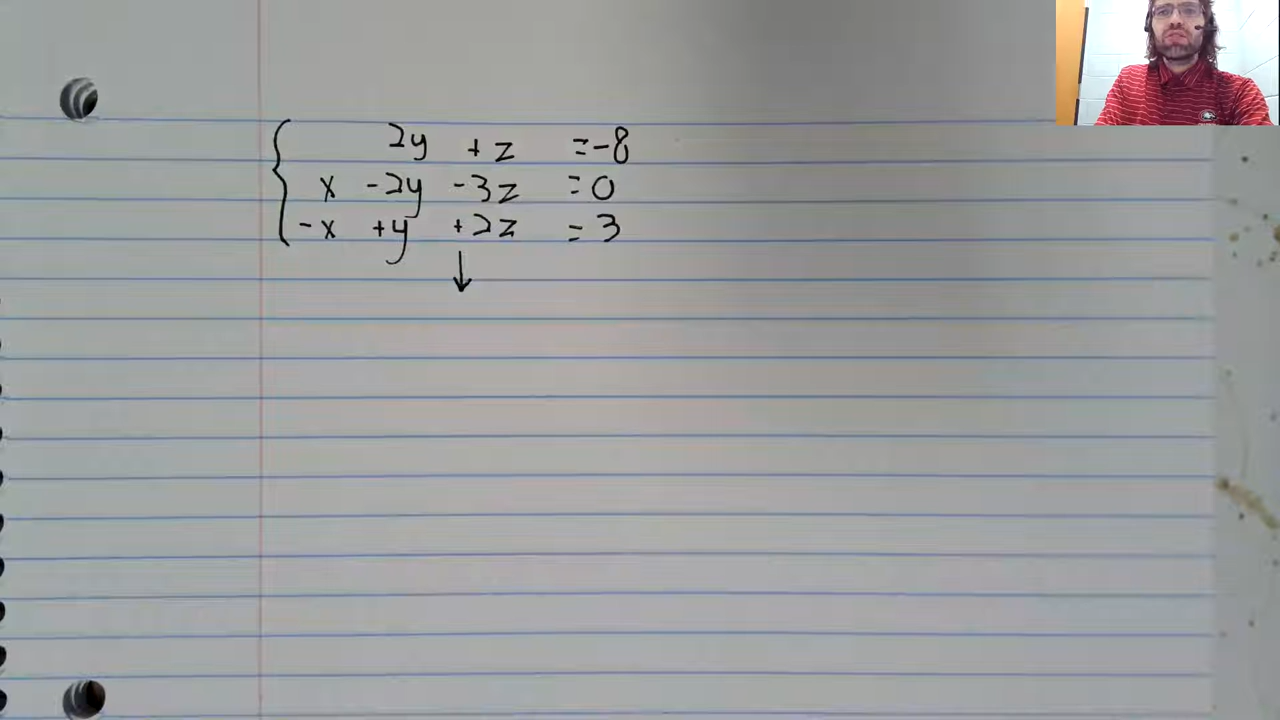 2y + z = -8
x - 2y - 3z = 0
-x + y + 2z = 3